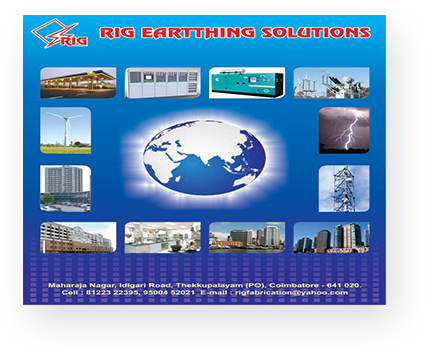 RIG
RIG EARTTHING SOLUTIONS
Maharaja Nagar, Idigari Road, Thekkupalayam (PO), Coimbatore - 641 020.
Cell : 81223 22395, 95004 52021 E-mail : rigfabrication@yahoo.com